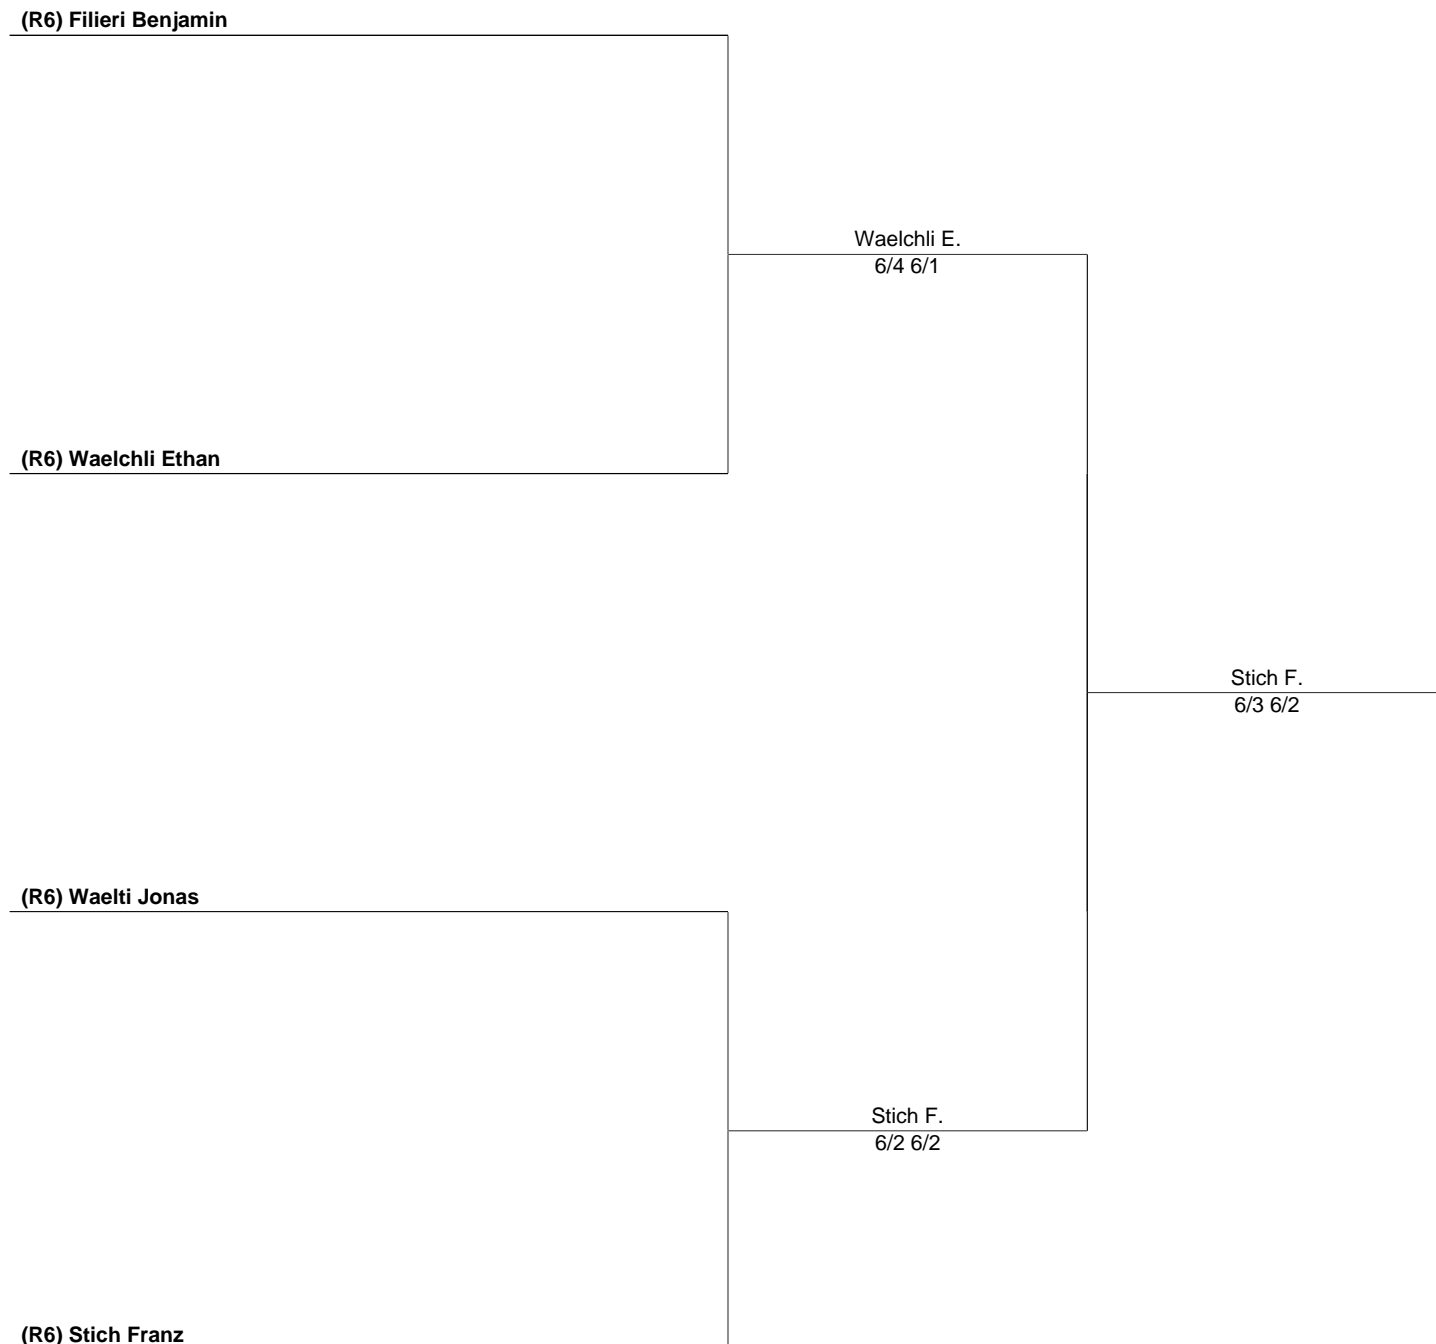 (R6) Filieri Benjamin
Waelchli E.
6/4 6/1
(R6) Waelchli Ethan
Stich F.
6/3 6/2
(R6) Waelti Jonas
Stich F.
6/2 6/2
(R6) Stich Franz